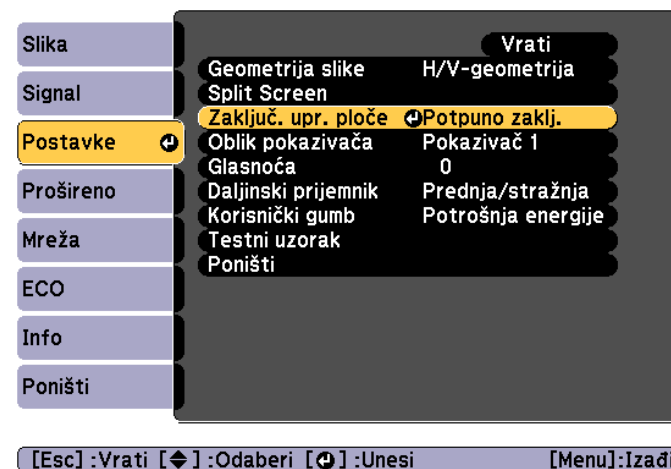 Slika
Signal
Postavke
Prošireno
Mreža
ECO
Info
Poništi
Vrati
Geometrija slike H/V-geometrija
Split Screen
Zaključ. upr. ploče Potpuno zaklj.
Oblik pokazivača Pokazivač 1
Glasnoća 0
Daljinski prijemnik Prednja/stražnja
Korisnički gumb Potrošnja energije
Testni uzorak
Poništi
[Esc] :Vrati [◆] :Odaberi [⏎] :Unesi [Menu]:Izađi